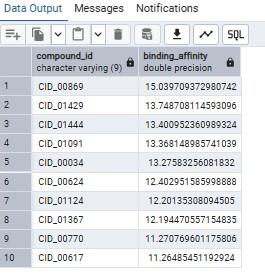 Data Output Messages Notifications
SQL
compound_id binding_affinity
character varying (9) double precision
1 CID_00869 15.039709372980742
2 CID_01429 13.748708114593096
3 CID_01444 13.400952360989324
4 CID_01091 13.368148985741039
5 CID_00034 13.27583256081832
6 CID_00624 12.402951585998888
7 CID_01124 12.20135308094505
8 CID_01367 12.194470557154835
9 CID_00770 11.270769601175806
10 CID_00617 11.26485451192924